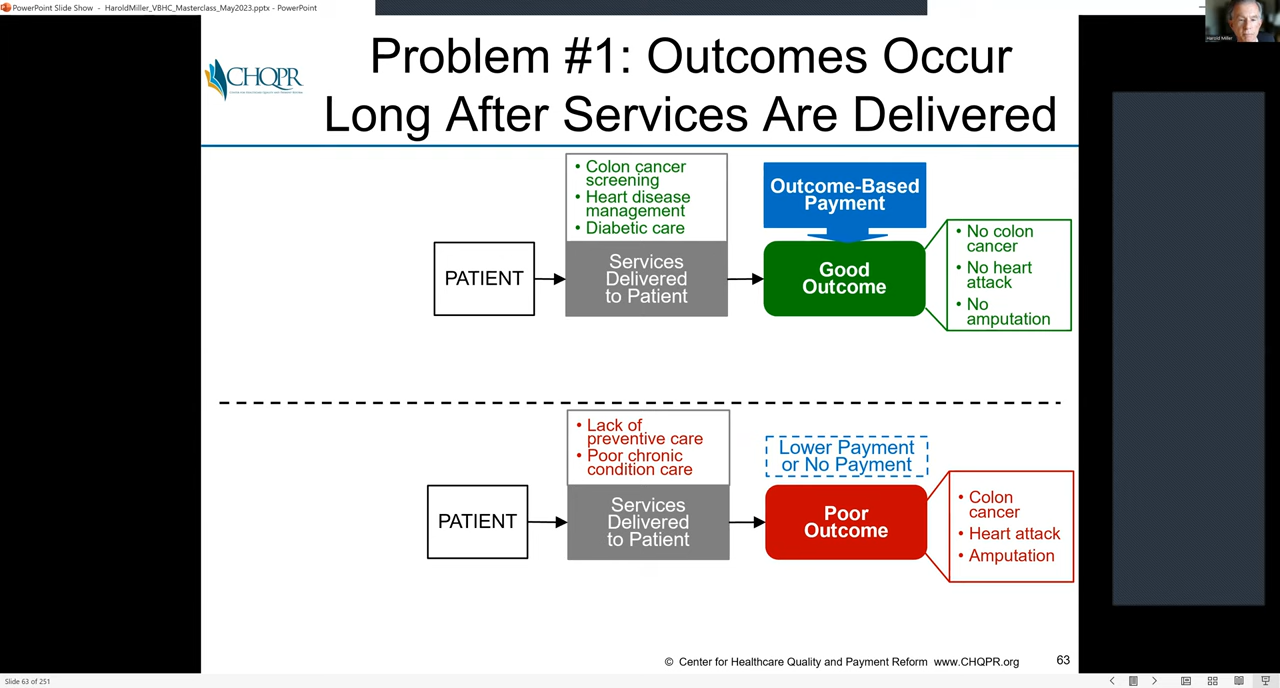 PowerPoint Slide Show - HaroldMiller_VBHC_Masterclass_May2023.pptx - PowerPoint
Harold Miller
CHQPR
Problem #1: Outcomes Occur
Long After Services Are Delivered
• Colon cancer
screening
• Heart disease
management
• Diabetic care
Outcome-Based
Payment
PATIENT
Services
Delivered
to Patient
Good
Outcome
• No colon
cancer
• No heart
attack
• No
amputation
• Lack of
preventive care
• Poor chronic
condition care
Lower Payment
or No Payment
PATIENT
Services
Delivered
to Patient
Poor
Outcome
• Colon
cancer
• Heart attack
• Amputation
© Center for Healthcare Quality and Payment Reform www.CHQPR.org
63
Slide 63 of 251